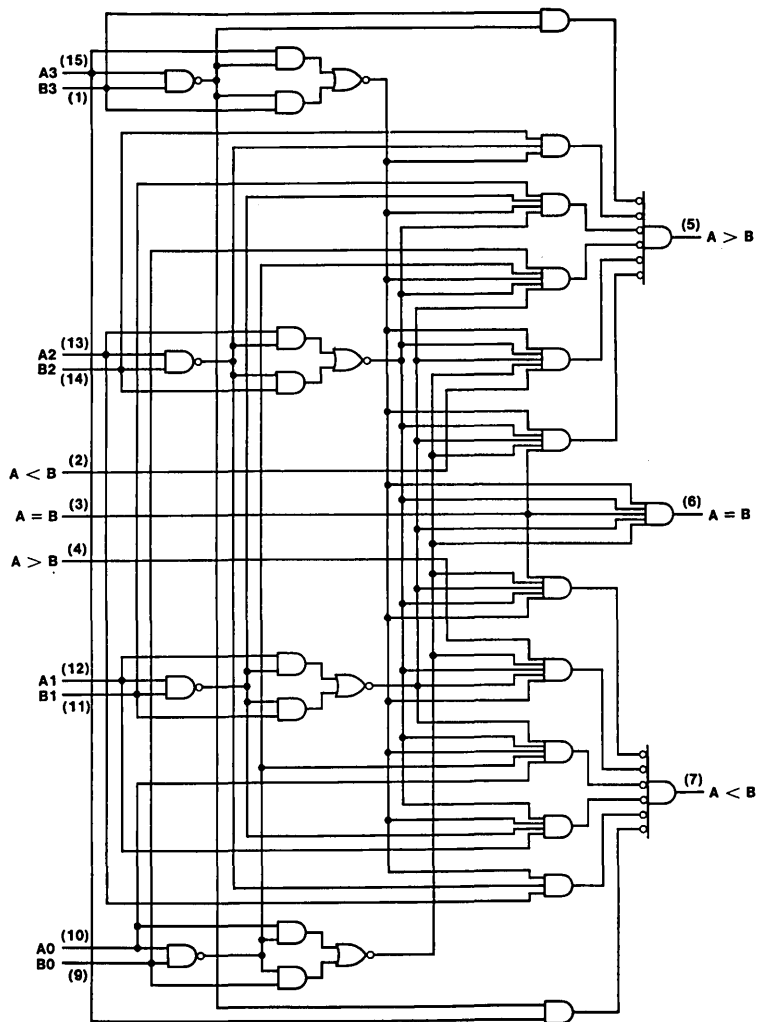 (15)
A3
B3
(1)
(5)
A > B
(13)
A2
B2
(14)
(2)
A < B
(3)
A = B
(6)
A = B
(4)
A > B
(12)
A1
B1
(11)
(7)
A < B
(10)
A0
B0
(9)